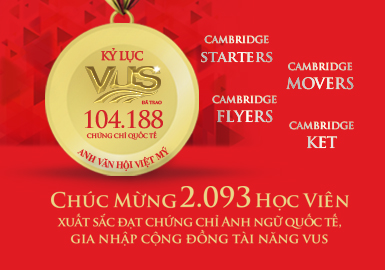 KỶ LỤC
VUS
ĐÃ TRAO
104.188
CHỨNG CHỈ QUỐC TẾ
ANH VĂN HỘI VIỆT MỸ
CAMBRIDGE
STARTERS
CAMBRIDGE
MOVERS
CAMBRIDGE
FLYERS
CAMBRIDGE
KET
CHÚC MỪNG 2.093 HỌC VIÊN
XUẤT SẮC ĐẠT CHỨNG CHỈ ANH NGỮ QUỐC TẾ,
GIA NHẬP CỘNG ĐỒNG TÀI NĂNG VUS